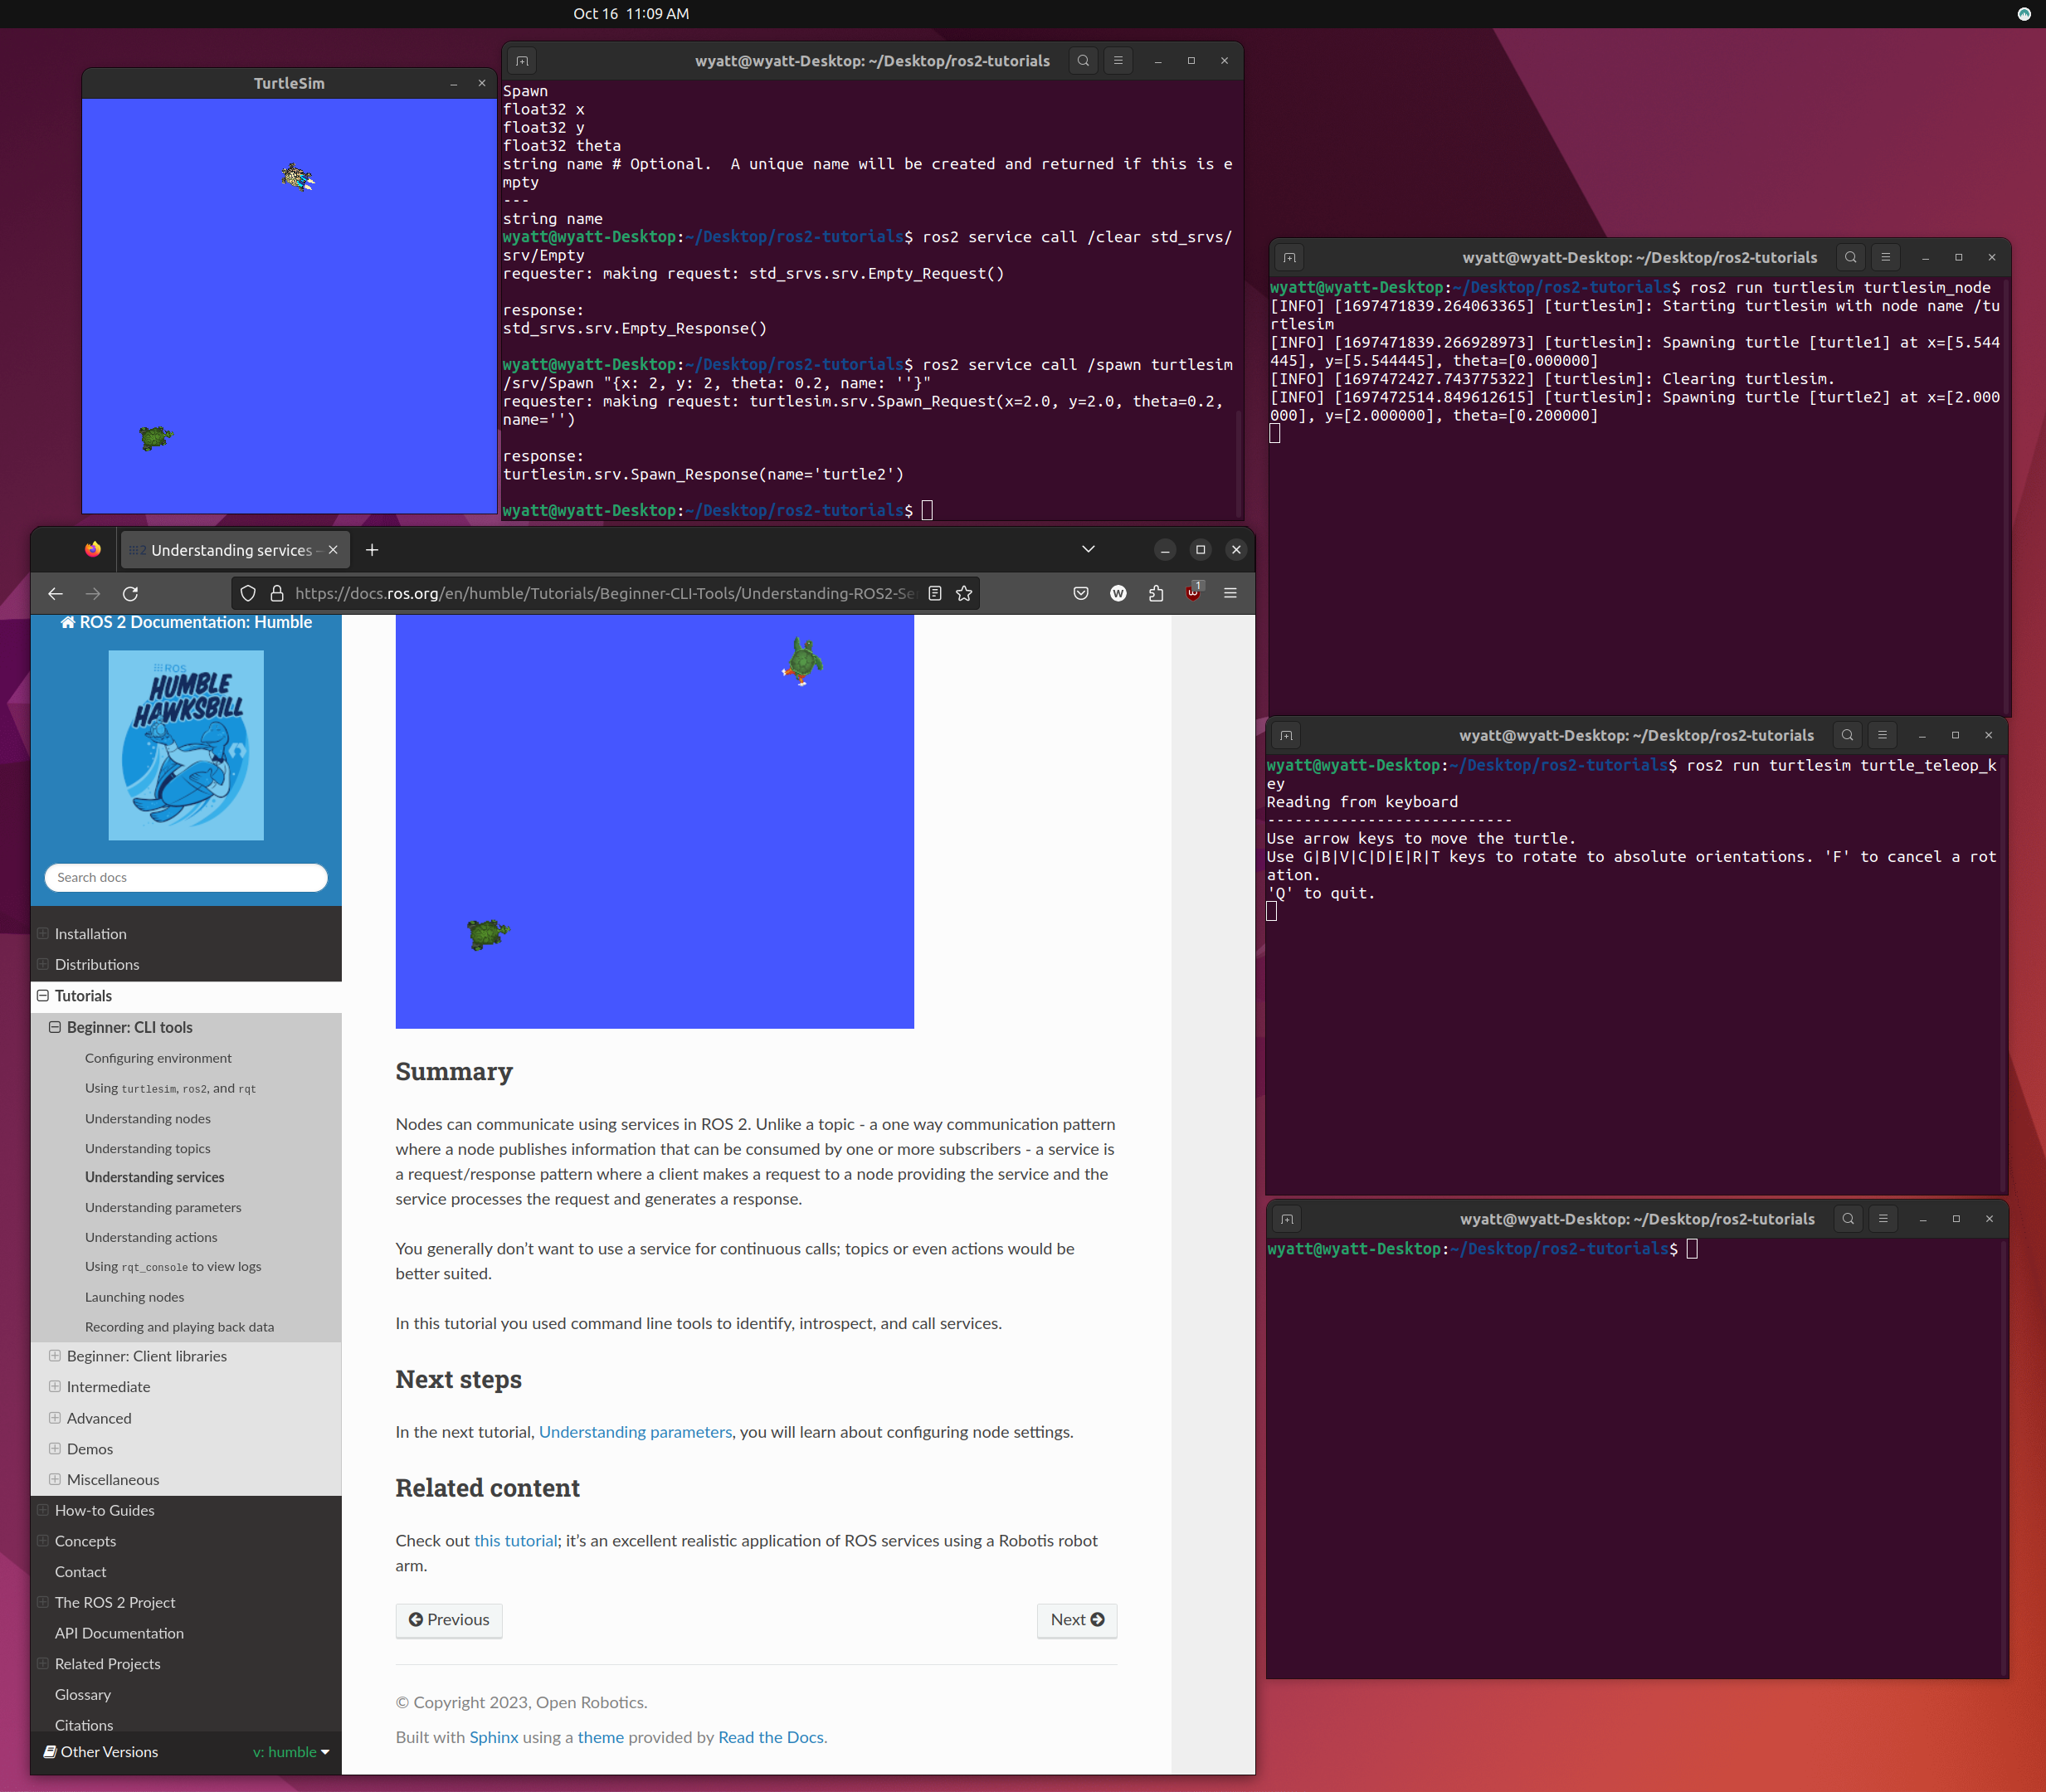 Oct 16  11:09 AM
TurtleSim
wyatt@wyatt-Desktop: ~/Desktop/ros2-tutorials
Spawn
float32 x
float32 y
float32 theta
string name # Optional.  A unique name will be created and returned if this is e
mpty
---
string name
wyatt@wyatt-Desktop:~/Desktop/ros2-tutorials$ ros2 service call /clear std_srvs/
srv/Empty
requester: making request: std_srvs.srv.Empty_Request()
response:
std_srvs.srv.Empty_Response()
wyatt@wyatt-Desktop:~/Desktop/ros2-tutorials$ ros2 service call /spawn turtlesim
/srv/Spawn "{x: 2, y: 2, theta: 0.2, name: ''}"
requester: making request: turtlesim.srv.Spawn_Request(x=2.0, y=2.0, theta=0.2,
name='')
response:
turtlesim.srv.Spawn_Response(name='turtle2')
wyatt@wyatt-Desktop:~/Desktop/ros2-tutorials$
wyatt@wyatt-Desktop: ~/Desktop/ros2-tutorials
wyatt@wyatt-Desktop:~/Desktop/ros2-tutorials$ ros2 run turtlesim turtlesim_node
[INFO] [1697471839.264063365] [turtlesim]: Starting turtlesim with node name /tu
rtlesim
[INFO] [1697471839.266928973] [turtlesim]: Spawning turtle [turtle1] at x=[5.544
445], y=[5.544445], theta=[0.000000]
[INFO] [1697472427.743775322] [turtlesim]: Clearing turtlesim.
[INFO] [1697472514.849612615] [turtlesim]: Spawning turtle [turtle2] at x=[2.000
000], y=[2.000000], theta=[0.200000]
wyatt@wyatt-Desktop: ~/Desktop/ros2-tutorials
wyatt@wyatt-Desktop:~/Desktop/ros2-tutorials$ ros2 run turtlesim turtle_teleop_k
ey
Reading from keyboard
---------------------------
Use arrow keys to move the turtle.
Use G|B|V|C|D|E|R|T keys to rotate to absolute orientations. 'F' to cancel a rot
ation.
'Q' to quit.
wyatt@wyatt-Desktop: ~/Desktop/ros2-tutorials
wyatt@wyatt-Desktop:~/Desktop/ros2-tutorials$
Understanding services –
https://docs.ros.org/en/humble/Tutorials/Beginner-CLI-Tools/Understanding-ROS2-Se
W
1
ROS 2 Documentation: Humble
ROS
HUMBLE
HAWKSBILL
Search docs
Installation
Distributions
Tutorials
Beginner: CLI tools
Configuring environment
Using turtlesim, ros2, and rqt
Understanding nodes
Understanding topics
Understanding services
Understanding parameters
Understanding actions
Using rqt_console to view logs
Launching nodes
Recording and playing back data
Beginner: Client libraries
Intermediate
Advanced
Demos
Miscellaneous
How-to Guides
Concepts
Contact
The ROS 2 Project
API Documentation
Related Projects
Glossary
Citations
Other Versions v: humble
Summary
Nodes can communicate using services in ROS 2. Unlike a topic - a one way communication pattern
where a node publishes information that can be consumed by one or more subscribers - a service is
a request/response pattern where a client makes a request to a node providing the service and the
service processes the request and generates a response.
You generally don’t want to use a service for continuous calls; topics or even actions would be
better suited.
In this tutorial you used command line tools to identify, introspect, and call services.
Next steps
In the next tutorial, Understanding parameters, you will learn about configuring node settings.
Related content
Check out this tutorial; it’s an excellent realistic application of ROS services using a Robotis robot
arm.
Previous
Next
© Copyright 2023, Open Robotics.
Built with Sphinx using a theme provided by Read the Docs.